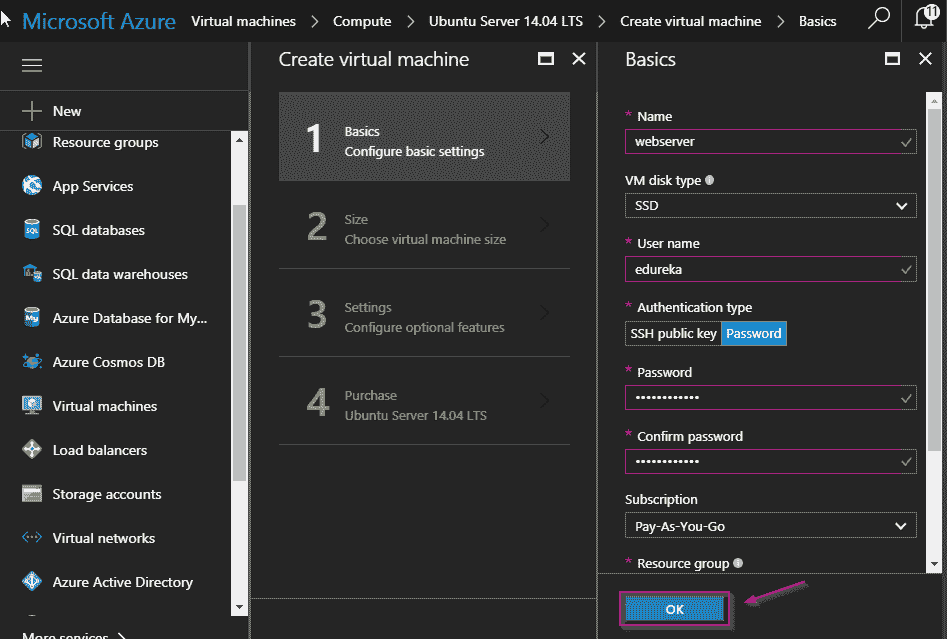 Microsoft Azure Virtual machines > Compute > Ubuntu Server 14.04 LTS > Create virtual machine > Basics 11
New
Resource groups
App Services
SQL databases
SQL data warehouses
Azure Database for My...
Azure Cosmos DB
Virtual machines
Load balancers
Storage accounts
Virtual networks
Azure Active Directory
More services >
Create virtual machine
1 Basics
Configure basic settings
2 Size
Choose virtual machine size
3 Settings
Configure optional features
4 Purchase
Ubuntu Server 14.04 LTS
Basics
* Name
webserver
VM disk type
SSD
* User name
edureka
* Authentication type
SSH public key Password
* Password
••••••••••••
* Confirm password
••••••••••••
Subscription
Pay-As-You-Go
* Resource group
OK